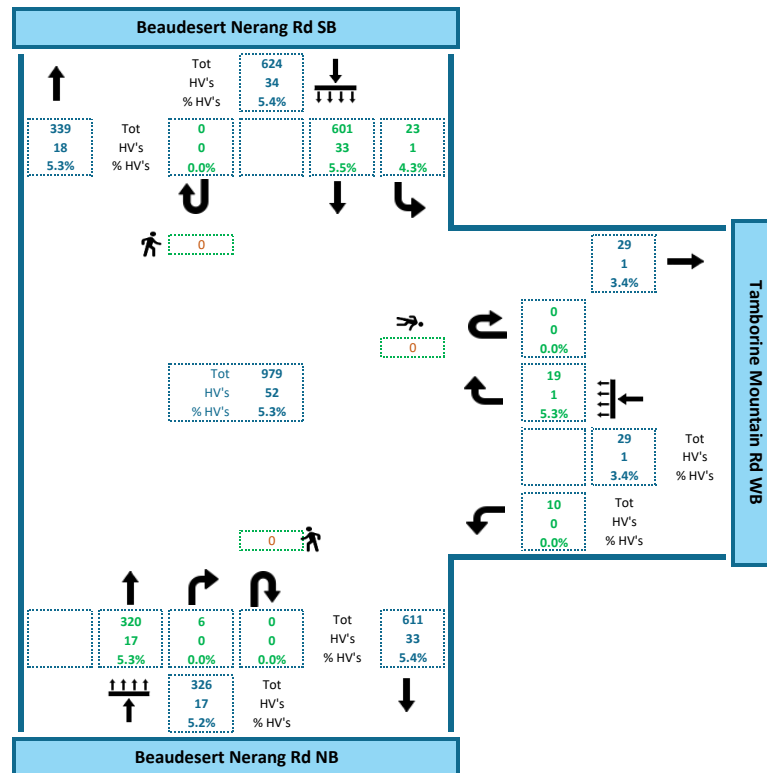 Beaudesert Nerang Rd SB
Tot 624
HV's 34
% HV's 5.4%
339 Tot 0 601 23
18 HV's 0 33 1
5.3% % HV's 0.0% 5.5% 4.3%
0
29
1
3.4%
0
0
0.0%
0
Tot 979
HV's 52
% HV's 5.3%
19
1
5.3%
29 Tot
1 HV's
3.4% % HV's
10 Tot
0 HV's
0.0% % HV's
Tamborine Mountain Rd WB
0
320 6 0 Tot 611
17 0 0 HV's 33
5.3% 0.0% 0.0% % HV's 5.4%
326 Tot
17 HV's
5.2% % HV's
Beaudesert Nerang Rd NB